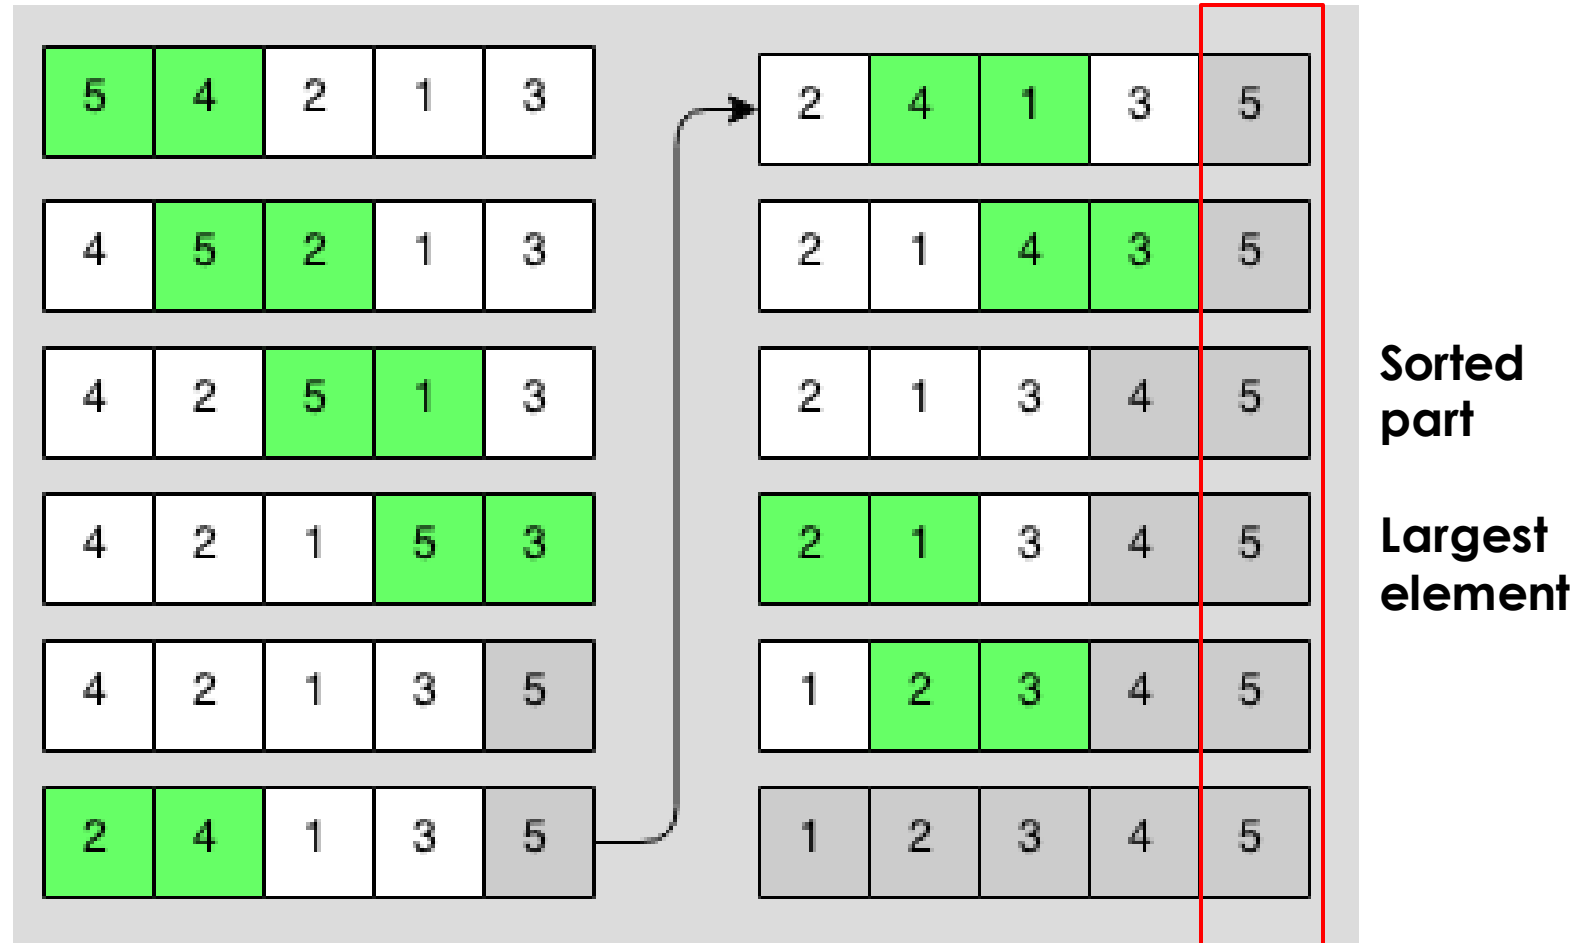 5 4 2 1 3
4 5 2 1 3
4 2 5 1 3
4 2 1 5 3
4 2 1 3 5
2 4 1 3 5
2 4 1 3 5
2 1 4 3 5
2 1 3 4 5
2 1 3 4 5
1 2 3 4 5
1 2 3 4 5
Sorted
part
Largest
element